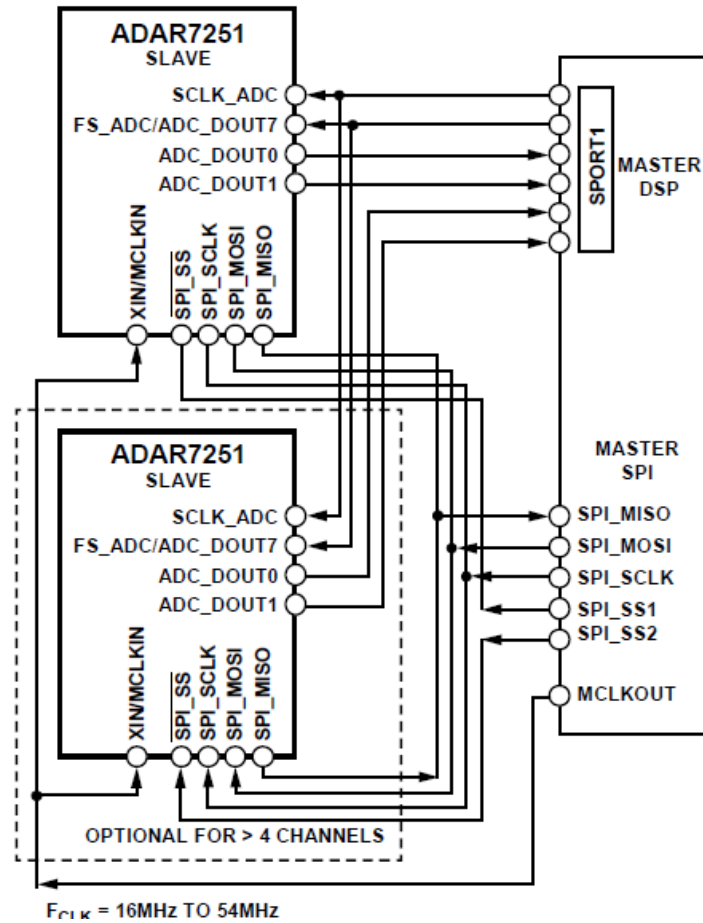 ADAR7251
SLAVE
SCLK_ADC
FS_ADC/ADC_DOUT7
ADC_DOUT0
ADC_DOUT1
XIN/MCLKIN
SPI_SS
SPI_SCLK
SPI_MOSI
SPI_MISO
SPORT1
MASTER
DSP
ADAR7251
SLAVE
SCLK_ADC
FS_ADC/ADC_DOUT7
ADC_DOUT0
ADC_DOUT1
XIN/MCLKIN
SPI_SS
SPI_SCLK
SPI_MOSI
SPI_MISO
OPTIONAL FOR > 4 CHANNELS
MASTER
SPI
SPI_MISO
SPI_MOSI
SPI_SCLK
SPI_SS1
SPI_SS2
MCLKOUT
FCLK = 16MHz TO 54MHz